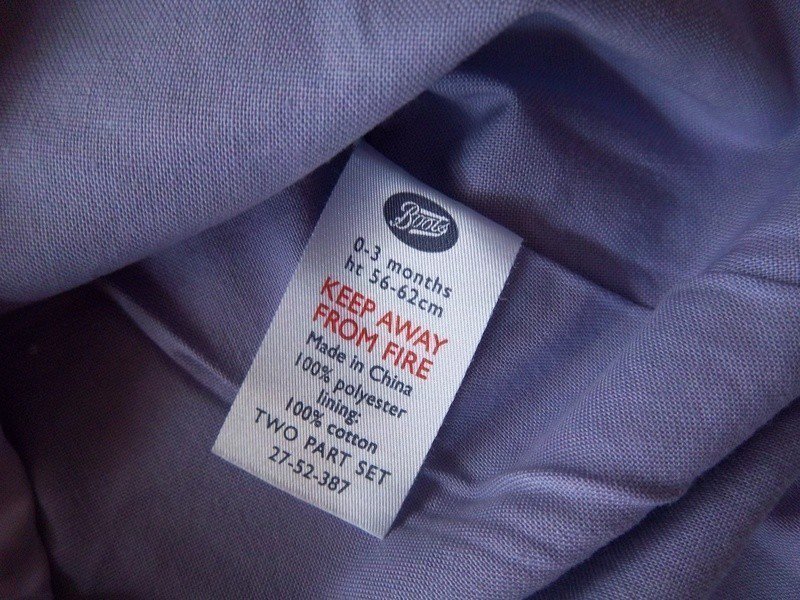 Boots
0-3 months
ht 56-62cm
KEEP AWAY
FROM FIRE
Made in China
100% polyester
lining:
100% cotton
TWO PART SET
27-52-387